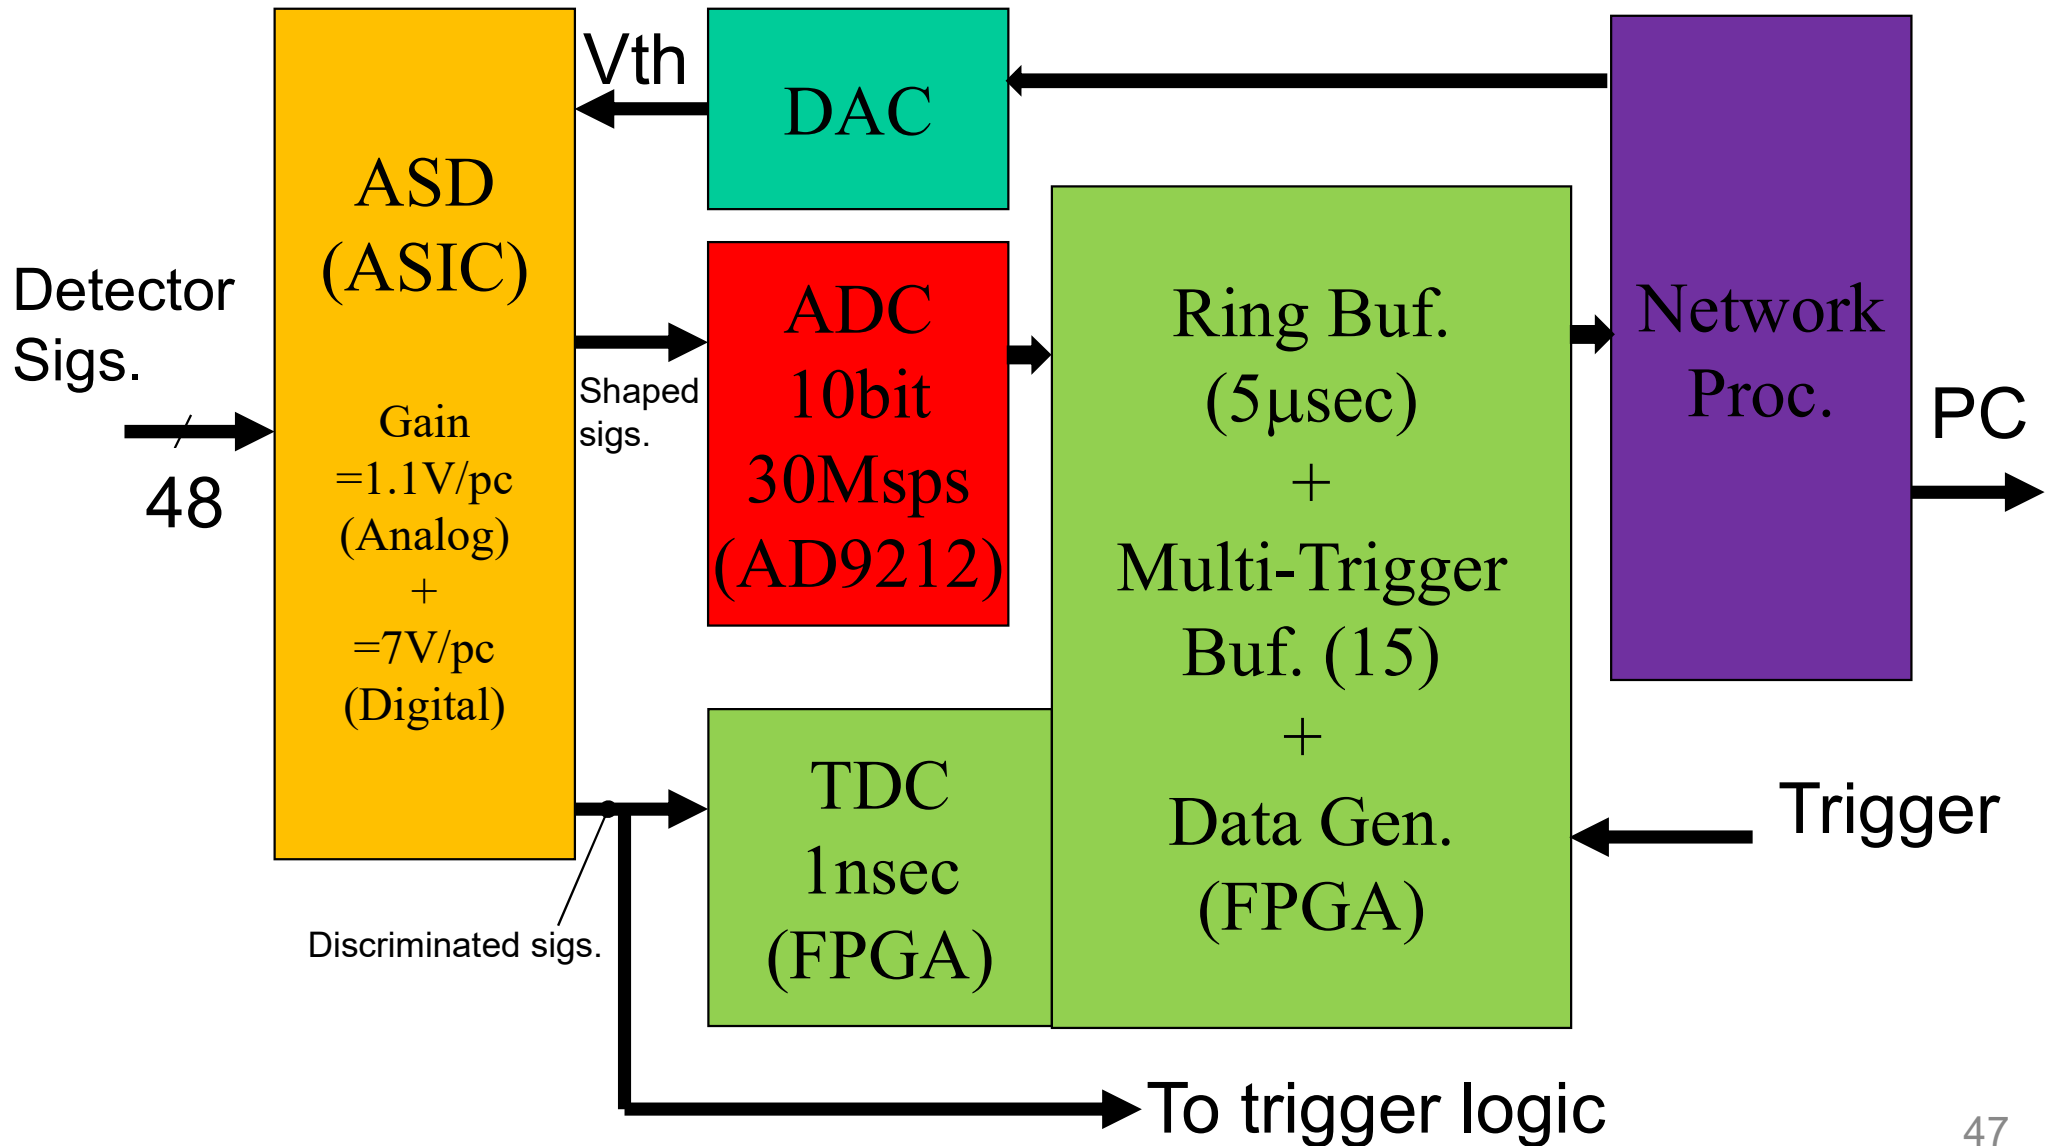 Detector
Sigs.
48
ASD
(ASIC)
Gain
=1.1V/pc
(Analog)
+
=7V/pc
(Digital)
Vth
DAC
Shaped
sigs.
ADC
10bit
30Msps
(AD9212)
Discriminated sigs.
TDC
1nsec
(FPGA)
Ring Buf.
(5μsec)
+
Multi-Trigger
Buf. (15)
+
Data Gen.
(FPGA)
Network
Proc.
PC
Trigger
To trigger logic
47